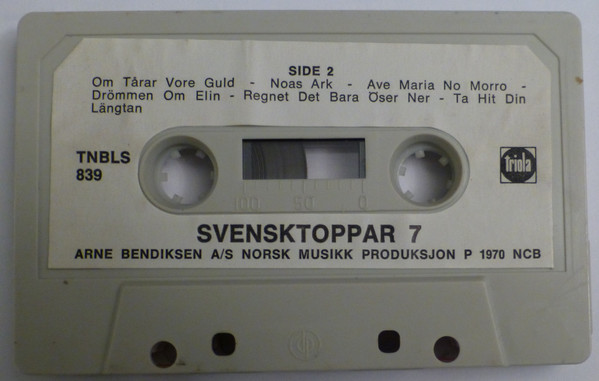 SIDE 2
Om Tårar Vore Guld - Noas Ark - Ave Maria No Morro -
Drömmen Om Elin - Regnet Det Bara Öser Ner - Ta Hit Din
Längtan
TNBLS
839
Triola
100 50 0
SVENSKTOPPAR 7
ARNE BENDIKSEN A/S NORSK MUSIKK PRODUKSJON P 1970 NCB